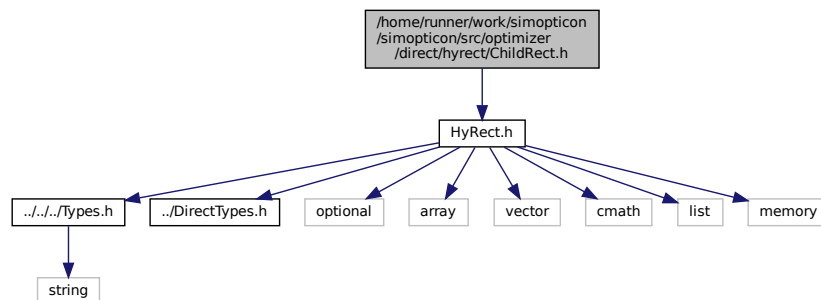 /home/runner/work/simopticon
/simopticon/src/optimizer
/direct/hyrect/ChildRect.h
HyRect.h
../../../Types.h
../DirectTypes.h
optional
array
vector
cmath
list
memory
string